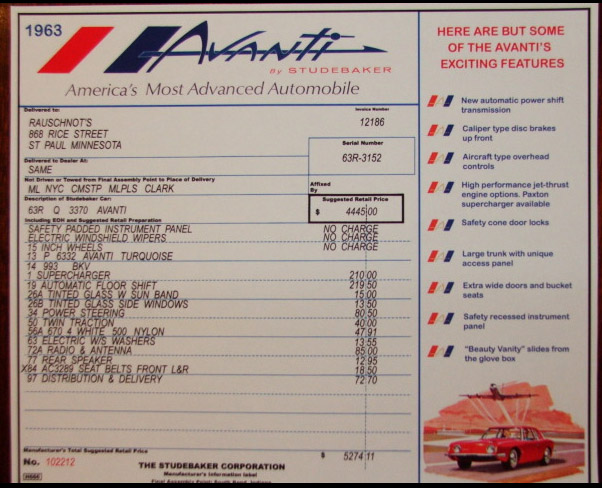 1963
AVANTI
By STUDEBAKER
America's Most Advanced Automobile
Delivered to:
Invoice Number
RAUSCHNOT'S
12186
868 RICE STREET
ST PAUL MINNESOTA
Serial Number
63R-3152
Delivered to Dealer At:
SAME
Not Driven or Towed from Final Assembly Point to Place of Delivery
Affixed By
ML NYC CMSTP MLPLS CLARK
Description of Studebaker Car:
Suggested Retail Price
63R Q 3370 AVANTI
$ 4445 00
Including EOH and Suggested Retail Preparation
SAFETY PADDED INSTRUMENT PANEL NO CHARGE
ELECTRIC WINDSHIELD WIPERS NO CHARGE
15 INCH WHEELS NO CHARGE
13 P 6332 AVANTI TURQUOISE
14 993 BKV
1 SUPERCHARGER 210 00
19 AUTOMATIC FLOOR SHIFT 219 50
26A TINTED GLASS W SUN BAND 15 00
26B TINTED GLASS SIDE WINDOWS 13 50
34 POWER STEERING 80 50
50 TWIN TRACTION 40 00
56A 670 4 WHITE 500 NYLON 47 91
63 ELECTRIC W/S WASHERS 13 55
72A RADIO & ANTENNA 85 00
77 REAR SPEAKER 12 95
X84 AC3289 SEAT BELTS FRONT L&R 18 50
97 DISTRIBUTION & DELIVERY 72 70
Manufacturer's Total Suggested Retail Price
$ 5274 11
No. 102212
THE STUDEBAKER CORPORATION
Manufacturer's Information label
Final Assembly Point: South Bend, Indiana
HERE ARE BUT SOME
OF THE AVANTI'S
EXCITING FEATURES
New automatic power shift
transmission
Caliper type disc brakes
up front
Aircraft type overhead
controls
High performance jet-thrust
engine options. Paxton
supercharger available
Safety cone door locks
Large trunk with unique
access panel
Extra wide doors and bucket
seats
Safety recessed instrument
panel
"Beauty Vanity" slides from
the glove box